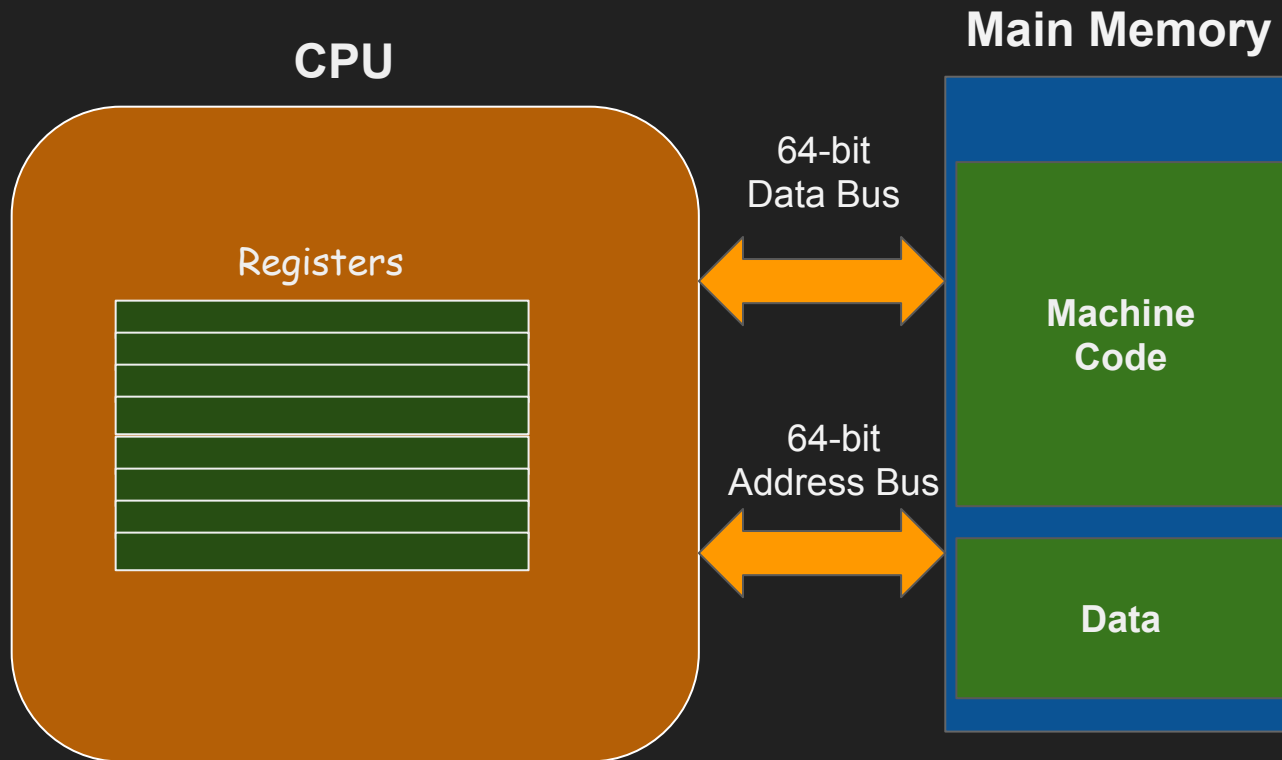 CPU
Main Memory
Registers
64-bit
Data Bus
64-bit
Address Bus
Machine
Code
Data